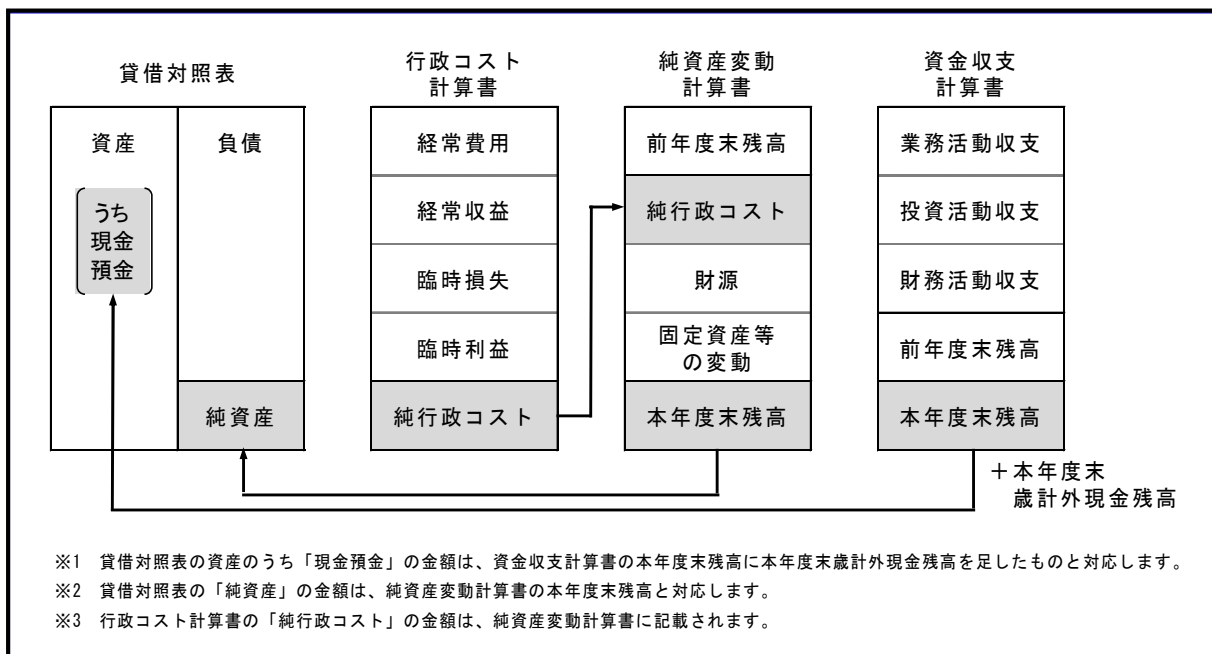 貸借対照表
資産
うち
現金
預金
負債
純資産
行政コスト
計算書
経常費用
経常収益
臨時損失
臨時利益
純行政コスト
純資産変動
計算書
前年度末残高
純行政コスト
財源
固定資産等
の変動
本年度末残高
資金収支
計算書
業務活動収支
投資活動収支
財務活動収支
前年度末残高
本年度末残高
＋本年度末
歳計外現金残高
※1 貸借対照表の資産のうち「現金預金」の金額は、資金収支計算書の本年度末残高に本年度末歳計外現金残高を足したものと対応します。
※2 貸借対照表の「純資産」の金額は、純資産変動計算書の本年度末残高と対応します。
※3 行政コスト計算書の「純行政コスト」の金額は、純資産変動計算書に記載されます。